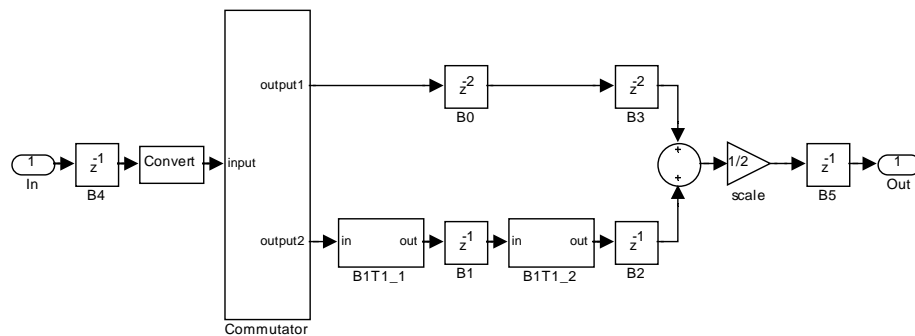 output1
z-2
B0
z-2
B3
1
In
z-1
B4
Convert
input
+
+
1/2
scale
z-1
B5
1
Out
output2
in out
B1T1_1
z-1
B1
in out
B1T1_2
z-1
B2
Commutator